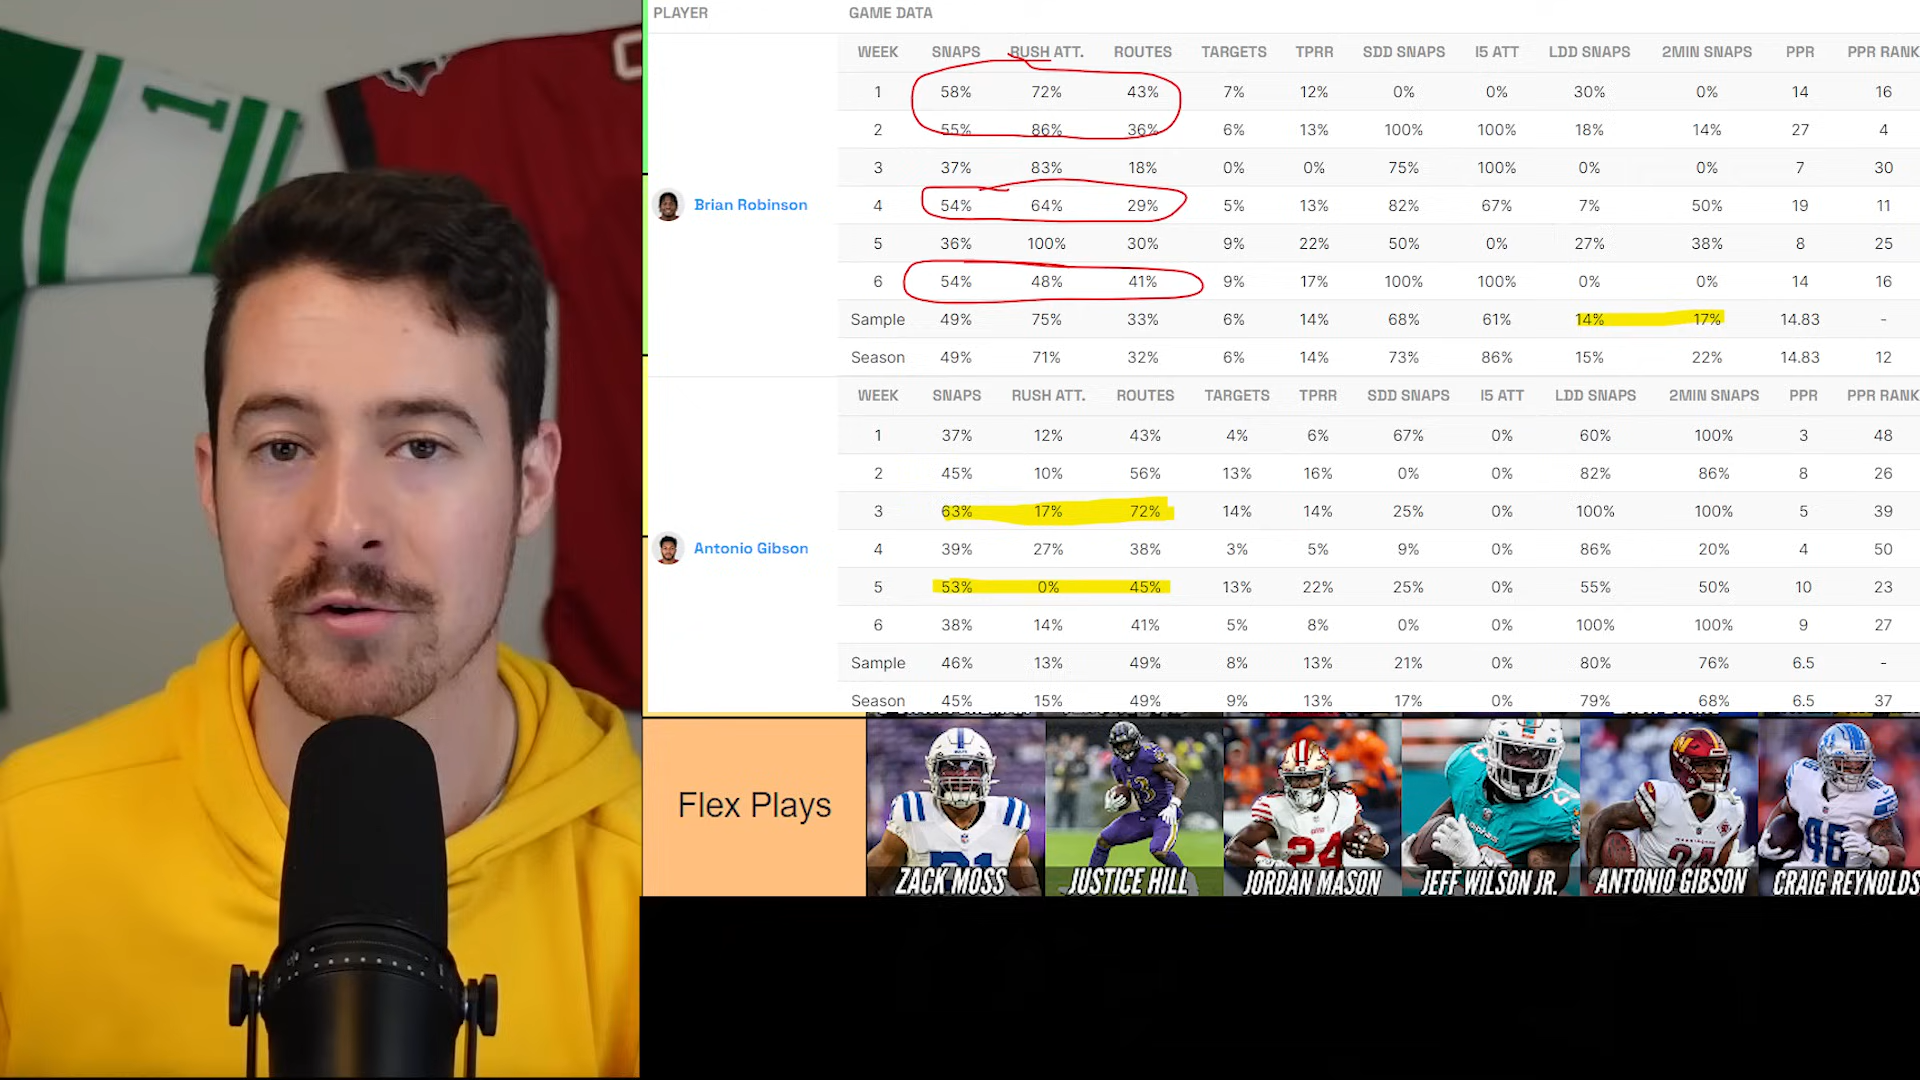 PLAYER GAME DATA
WEEK SNAPS RUSH ATT. ROUTES TARGETS TPRR SDD SNAPS I5 ATT LDD SNAPS 2MIN SNAPS PPR PPR RANK
1 58% 72% 43% 7% 12% 0% 0% 30% 0% 14 16
2 55% 86% 36% 6% 13% 100% 100% 18% 14% 27 4
3 37% 83% 18% 0% 0% 75% 100% 0% 0% 7 30
Brian Robinson
4 54% 64% 29% 5% 13% 82% 67% 7% 50% 19 11
5 36% 100% 30% 9% 22% 50% 0% 27% 38% 8 25
6 54% 48% 41% 9% 17% 100% 100% 0% 0% 14 16
Sample 49% 75% 33% 6% 14% 68% 61% 14% 17% 14.83 -
Season 49% 71% 32% 6% 14% 73% 86% 15% 22% 14.83 12
WEEK SNAPS RUSH ATT. ROUTES TARGETS TPRR SDD SNAPS I5 ATT LDD SNAPS 2MIN SNAPS PPR PPR RANK
1 37% 12% 43% 4% 6% 67% 0% 60% 100% 3 48
2 45% 10% 56% 13% 16% 0% 0% 82% 86% 8 26
3 63% 17% 72% 14% 14% 25% 0% 100% 100% 5 39
Antonio Gibson
4 39% 27% 38% 3% 5% 9% 0% 86% 20% 4 50
5 53% 0% 45% 13% 22% 25% 0% 55% 50% 10 23
6 38% 14% 41% 5% 8% 0% 0% 100% 100% 9 27
Sample 46% 13% 49% 8% 13% 21% 0% 80% 76% 6.5 -
Season 45% 15% 49% 9% 13% 17% 0% 79% 68% 6.5 37
Flex Plays
ZACK MOSS
JUSTICE HILL
JORDAN MASON
JEFF WILSON JR.
ANTONIO GIBSON
CRAIG REYNOLDS
24
46
1